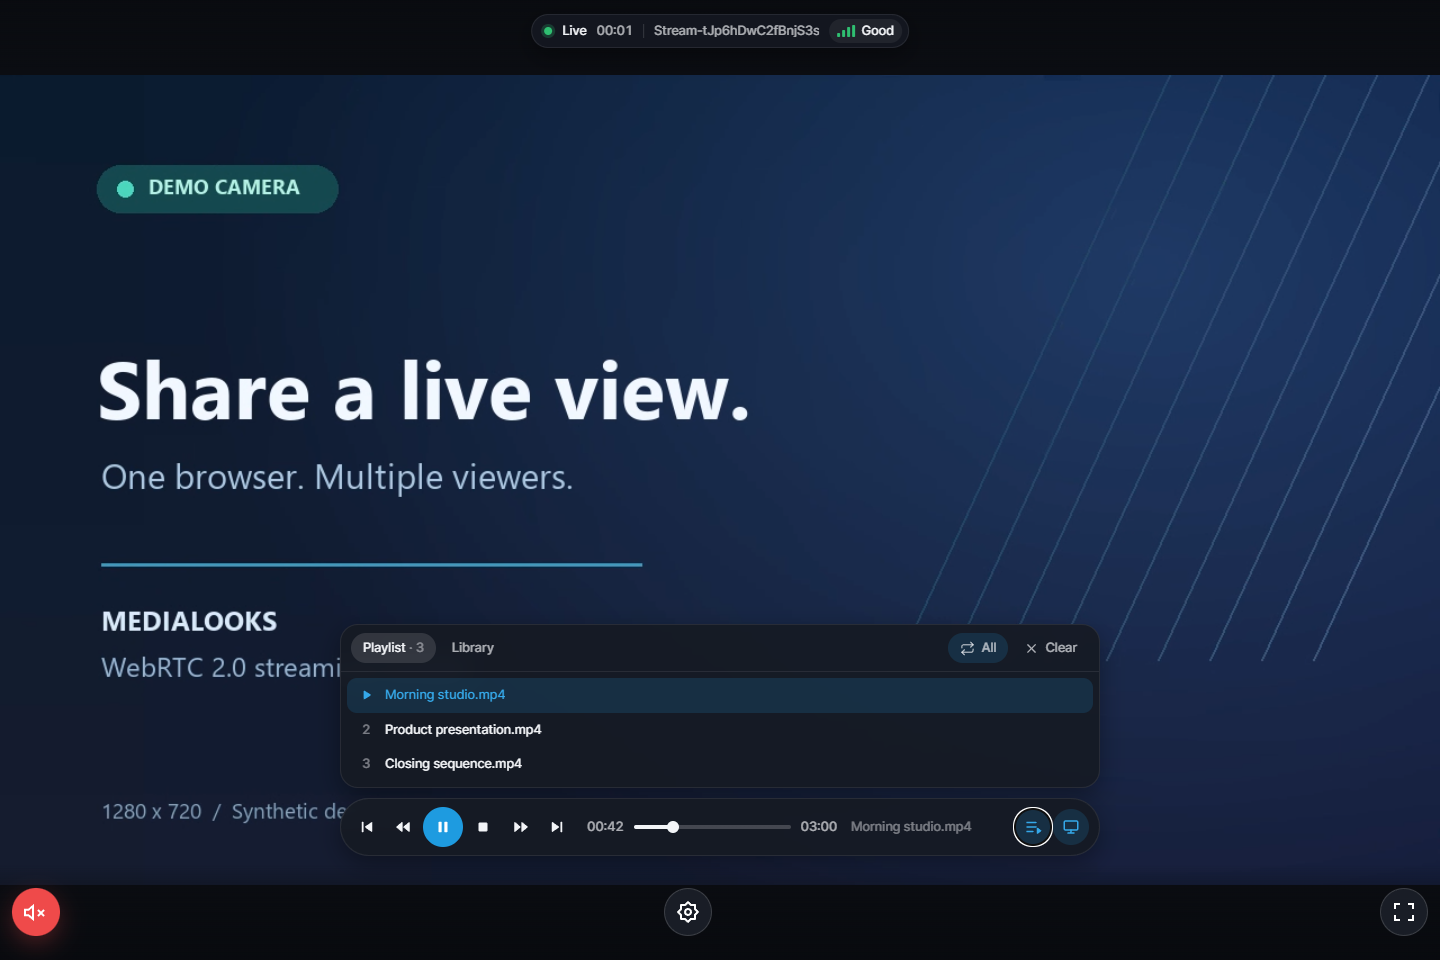 Live 00:01 Stream-tJp6hDwC2fBnjS3s Good
DEMO CAMERA
Share a live view.
One browser. Multiple viewers.
MEDIALOOKS
WebRTC 2.0 streami
Playlist · 3 Library All Clear
Morning studio.mp4
2 Product presentation.mp4
3 Closing sequence.mp4
1280 x 720 / Synthetic de
00:42 03:00 Morning studio.mp4